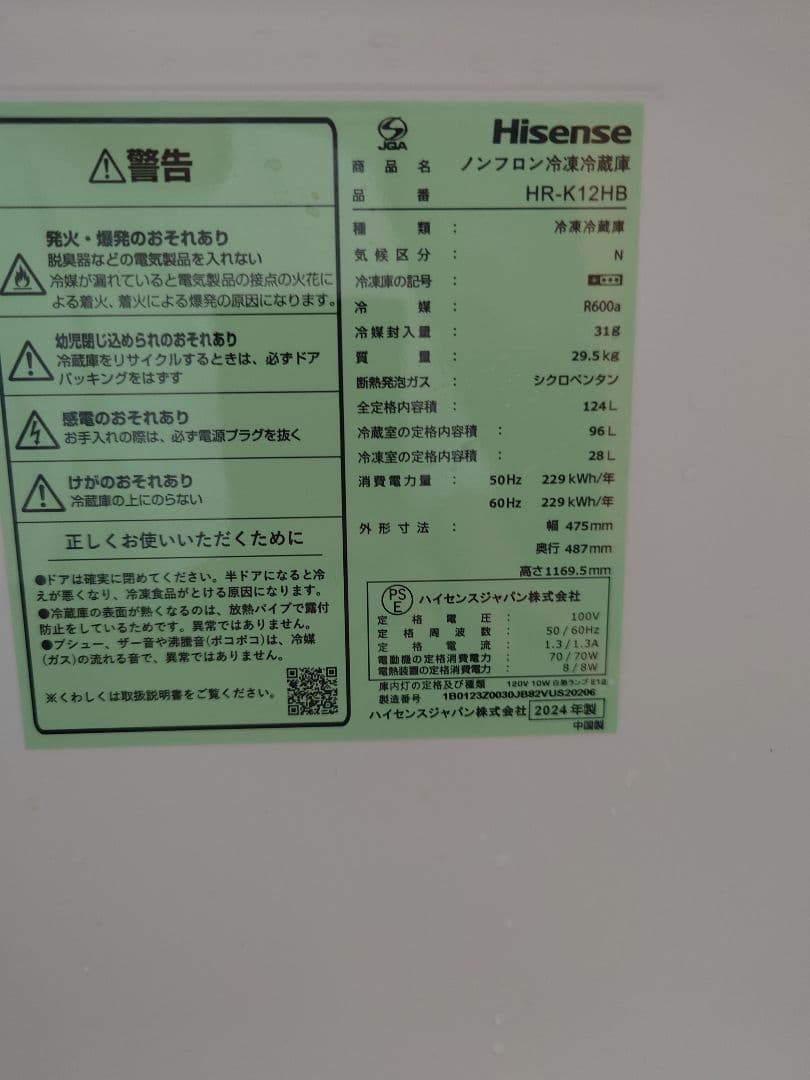 警告
発火・爆発のおそれあり
脱臭器などの電気製品を入れない
冷媒が漏れていると電気製品の接点の火花に
よる着火、着火による爆発の原因になります。
幼児閉じ込められのおそれあり
冷蔵庫をリサイクルするときは、必ずドア
パッキングをはずす
感電のおそれあり
お手入れの際は、必ず電源プラグを抜く
けがのおそれあり
冷蔵庫の上にのらない
正しくお使いいただくために
●ドアは確実に閉めてください。半ドアになると冷
えが悪くなり、冷凍食品がとける原因になります。
●冷蔵庫の表面が熱くなるのは、放熱パイプで露付
防止をしているためです。異常ではありません。
●プシュー、ザー音や沸騰音(ポコポコ)は、冷媒
(ガス)の流れる音で、異常ではありません。
※くわしくは取扱説明書をご覧ください。
JQA
Hisense
商品名 ノンフロン冷凍冷蔵庫
品番 HR-K12HB
種類 : 冷凍冷蔵庫
気候区分 : N
冷凍庫の記号 :
冷媒 : R600a
冷媒封入量 : 31g
質量 : 29.5kg
断熱発泡ガス : シクロペンタン
全定格内容積 : 124L
冷蔵室の定格内容積 : 96L
冷凍室の定格内容積 : 28L
消費電力量 : 50Hz 229kWh/年
60Hz 229kWh/年
外形寸法 : 幅 475mm
奥行 487mm
高さ1169.5mm
PSE ハイセンスジャパン株式会社
定格電圧 : 100V
定格周波数 : 50/60Hz
定格電流 : 1.3/1.3A
電動機の定格消費電力 : 70/70W
電熱装置の定格消費電力 : 8/8W
庫内灯の定格及び種類 120V 10W 白熱ランプ E12
製造番号 1B0123Z0030JB82VUS20206
ハイセンスジャパン株式会社 2024年製
中国製